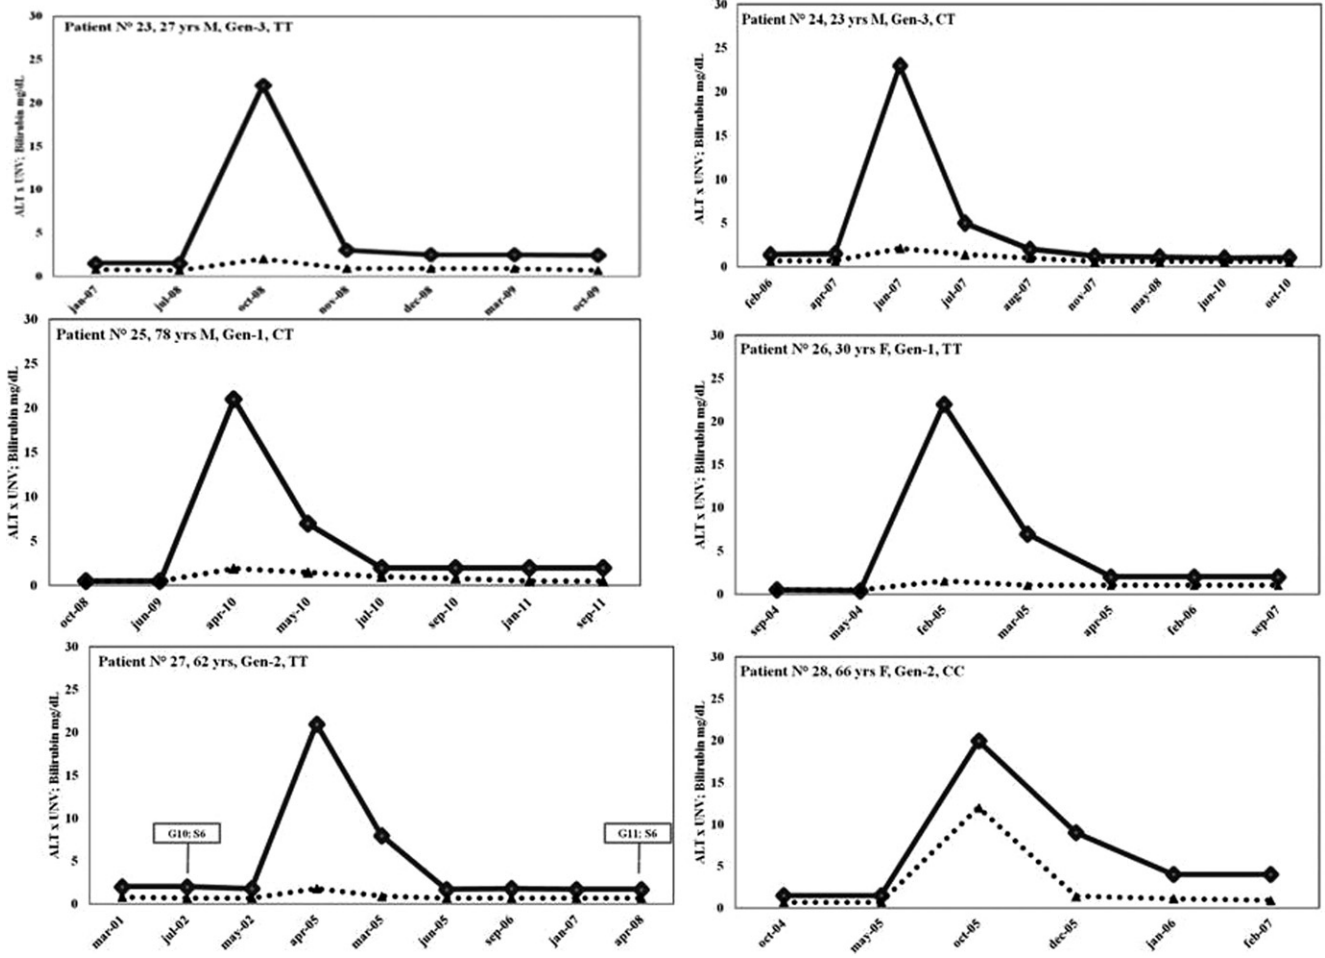 Patient Nº 23, 27 yrs M, Gen-3, TT
ALT x UNV; Bilirubin mg/dL
30
25
20
15
10
5
0
jan-07 jul-08 oct-08 nov-08 dec-08 mar-09 oct-09
Patient Nº 24, 23 yrs M, Gen-3, CT
ALT x UNV; Bilirubin mg/dL
30
25
20
15
10
5
0
feb-06 apr-07 jun-07 jul-07 aug-07 nov-07 may-08 jun-10 oct-10
Patient Nº 25, 78 yrs M, Gen-1, CT
ALT x UNV; Bilirubin mg/dL
30
25
20
15
10
5
0
oct-08 jun-09 apr-10 may-10 jul-10 sep-10 jan-11 sep-11
Patient Nº 26, 30 yrs F, Gen-1, TT
ALT x UNV; Bilirubin mg/dL
30
25
20
15
10
5
0
sep-04 may-04 feb-05 mar-05 apr-05 feb-06 sep-07
Patient Nº 27, 62 yrs, Gen-2, TT
ALT x UNV; Bilirubin mg/dL
30
25
20
15
10
5
0
G10; S6
G11; S6
mar-01 jul-02 may-02 apr-05 mar-05 jun-05 sep-06 jan-07 apr-08
Patient Nº 28, 66 yrs F, Gen-2, CC
ALT x UNV; Bilirubin mg/dL
30
25
20
15
10
5
0
oct-04 may-05 oct-05 dec-05 jan-06 feb-07